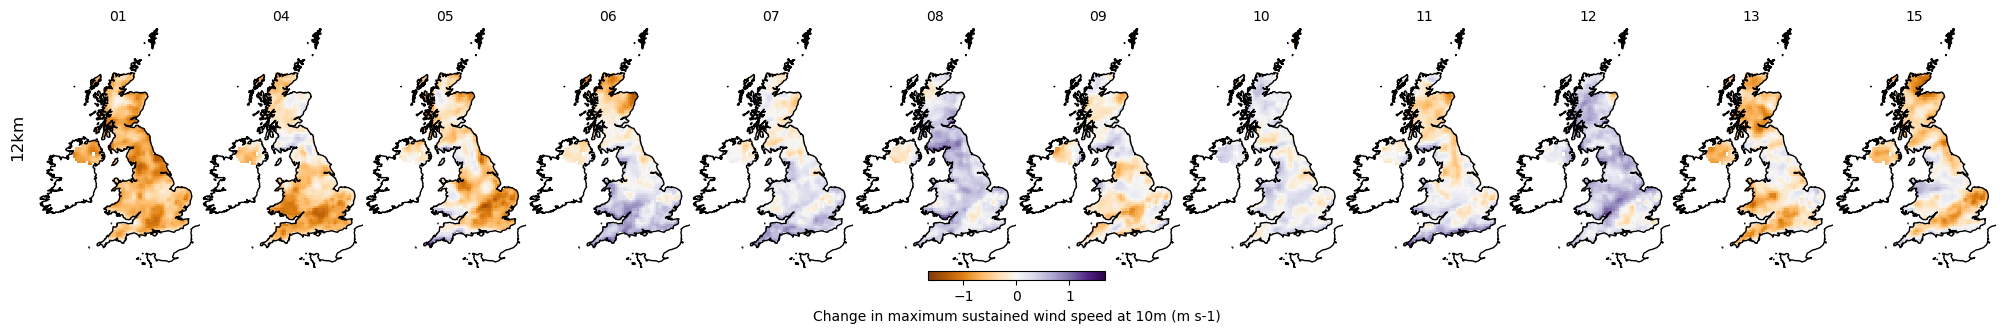 01 04 05 06 07 08 09 10 11 12 13 15
12km
−1 0 1
Change in maximum sustained wind speed at 10m (m s-1)